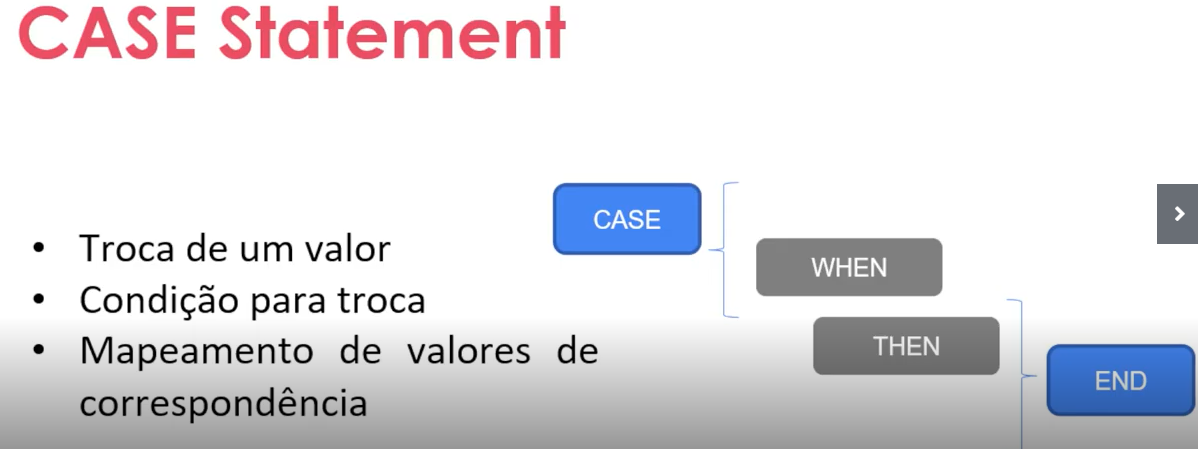 CASE Statement
• Troca de um valor
• Condição para troca
• Mapeamento de valores de
correspondência
CASE
WHEN
THEN
END